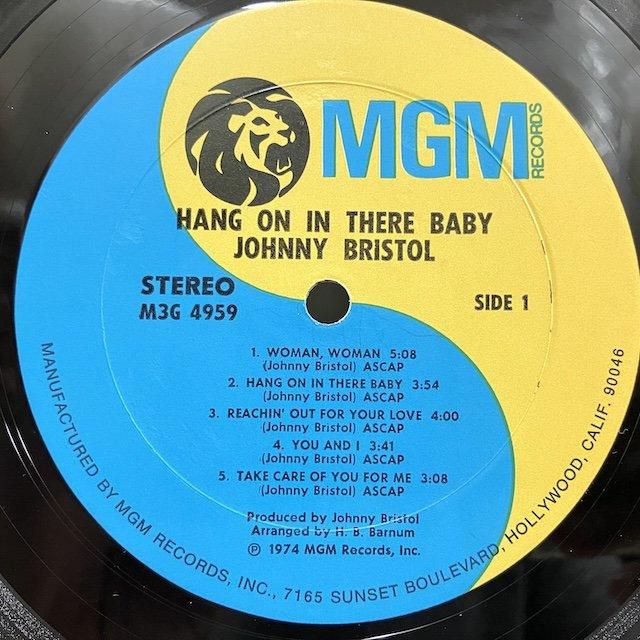 MGM
RECORDS
HANG ON IN THERE BABY
JOHNNY BRISTOL
STEREO
M3G 4959
SIDE 1
1. WOMAN, WOMAN 5:08
(Johnny Bristol) ASCAP
2. HANG ON IN THERE BABY 3:54
(Johnny Bristol) ASCAP
3. REACHIN' OUT FOR YOUR LOVE 4:00
(Johnny Bristol) ASCAP
4. YOU AND I 3:41
(Johnny Bristol) ASCAP
5. TAKE CARE OF YOU FOR ME 3:08
(Johnny Bristol) ASCAP
Produced by Johnny Bristol
Arranged by H. B. Barnum
℗ 1974 MGM Records, Inc.
MANUFACTURED BY MGM RECORDS, INC., 7165 SUNSET BOULEVARD, HOLLYWOOD, CALIF. 90046